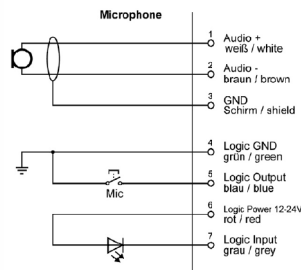 Microphone
1
Audio +
weiß / white
2
Audio -
braun / brown
3
GND
Schirm / shield
4
Logic GND
grün / green
5
Logic Output
blau / blue
Mic
6
Logic Power 12-24V
rot / red
7
Logic Input
grau / grey